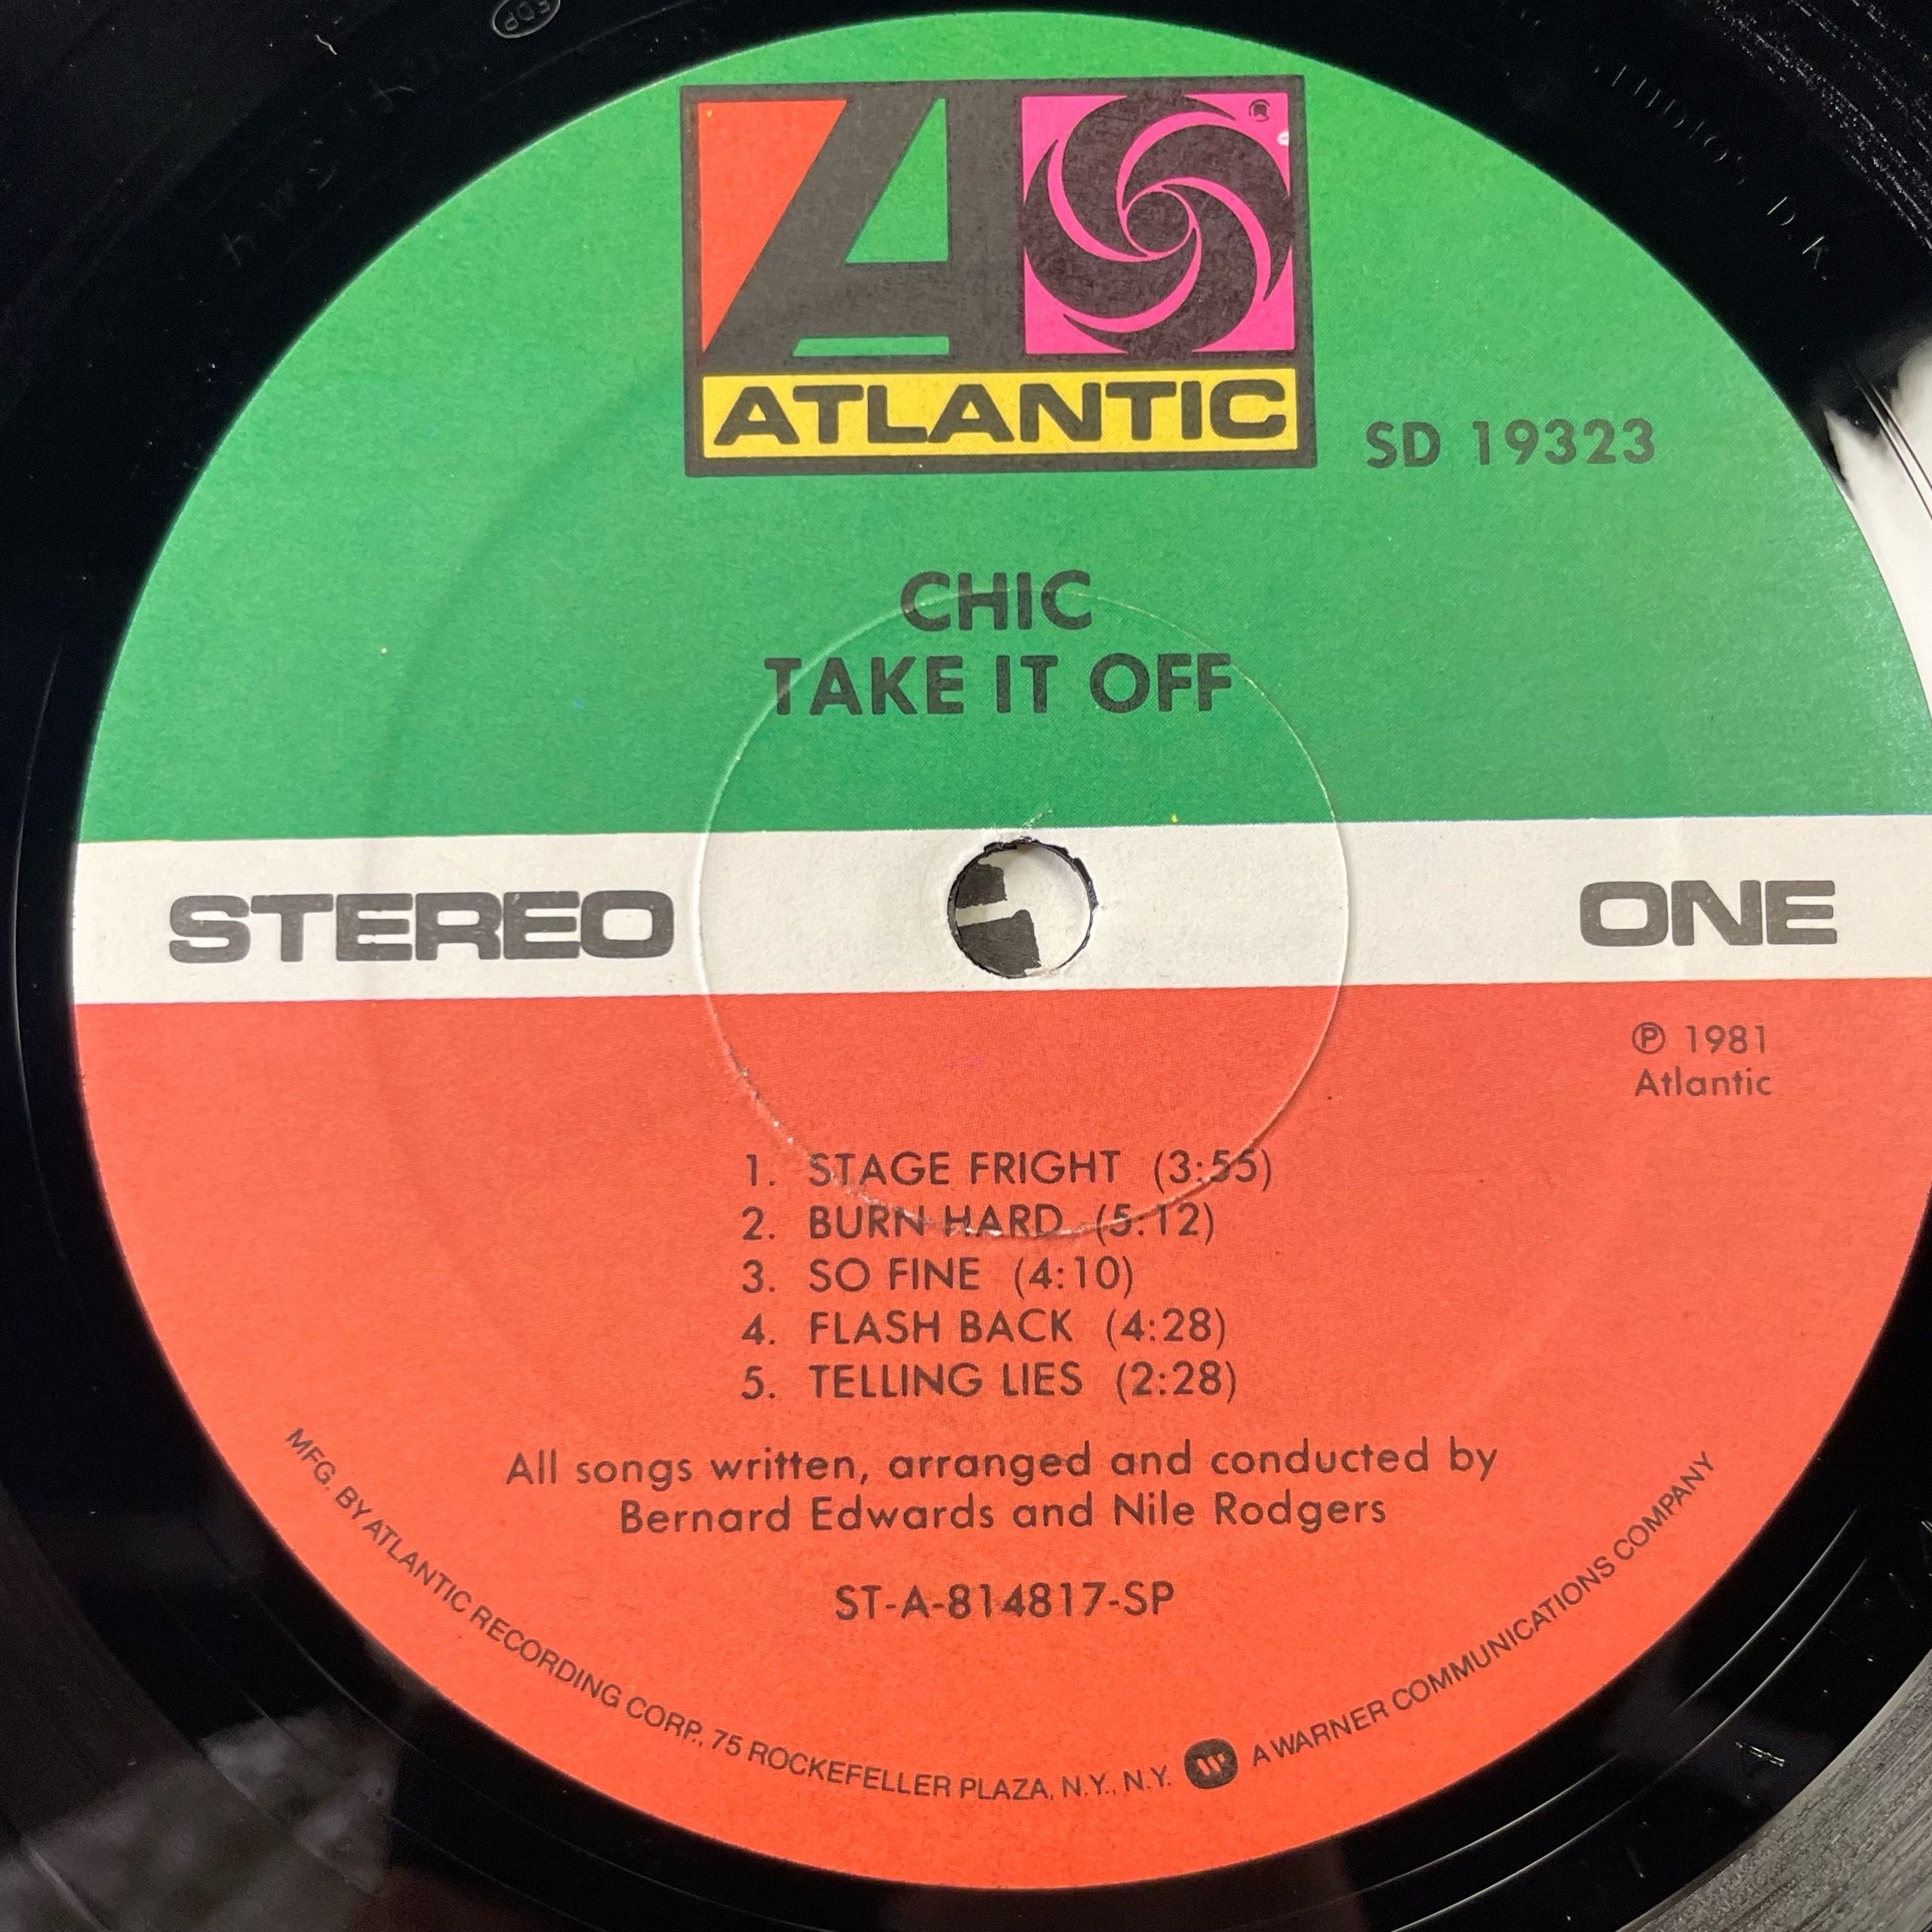 EDP
D.K.
ATLANTIC
SD 19323
CHIC
TAKE IT OFF
STEREO
ONE
℗ 1981
Atlantic
1. STAGE FRIGHT (3:55)
2. BURN HARD (5:12)
3. SO FINE (4:10)
4. FLASH BACK (4:28)
5. TELLING LIES (2:28)
All songs written, arranged and conducted by
Bernard Edwards and Nile Rodgers
ST-A-814817-SP
MFG. BY ATLANTIC RECORDING CORP., 75 ROCKEFELLER PLAZA, N.Y., N.Y. A WARNER COMMUNICATIONS COMPANY